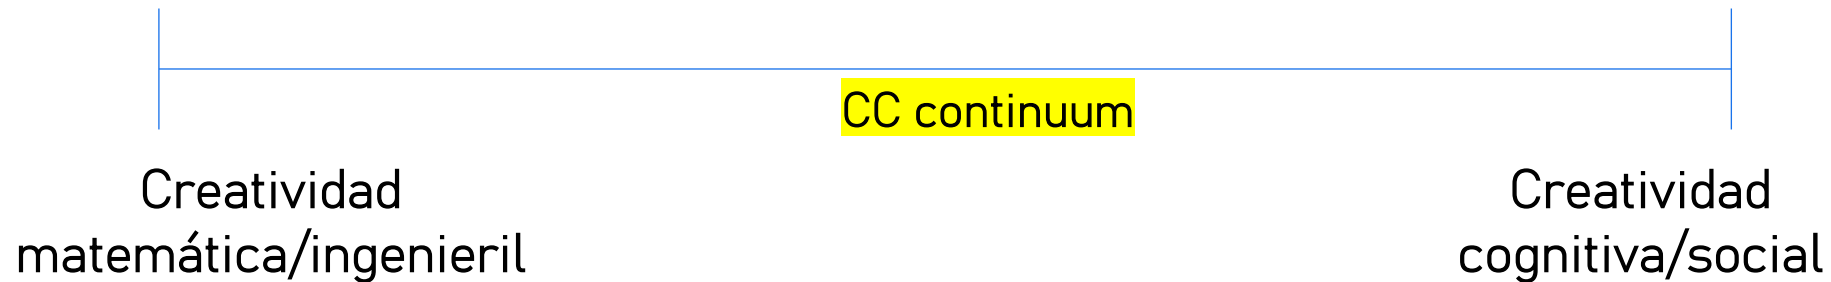 CC continuum
Creatividad
matemática/ingenieril
Creatividad
cognitiva/social